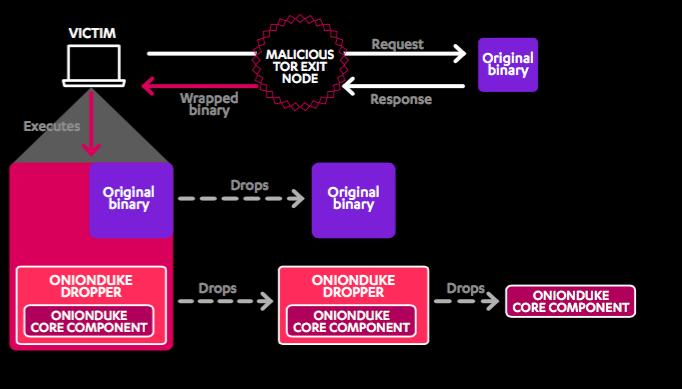 VICTIM
MALICIOUS
TOR EXIT
NODE
Request
Original
binary
Wrapped
binary
Response
Executes
Original
binary
Drops
Original
binary
ONIONDUKE
DROPPER
ONIONDUKE
CORE COMPONENT
Drops
ONIONDUKE
DROPPER
ONIONDUKE
CORE COMPONENT
Drops
ONIONDUKE
CORE COMPONENT